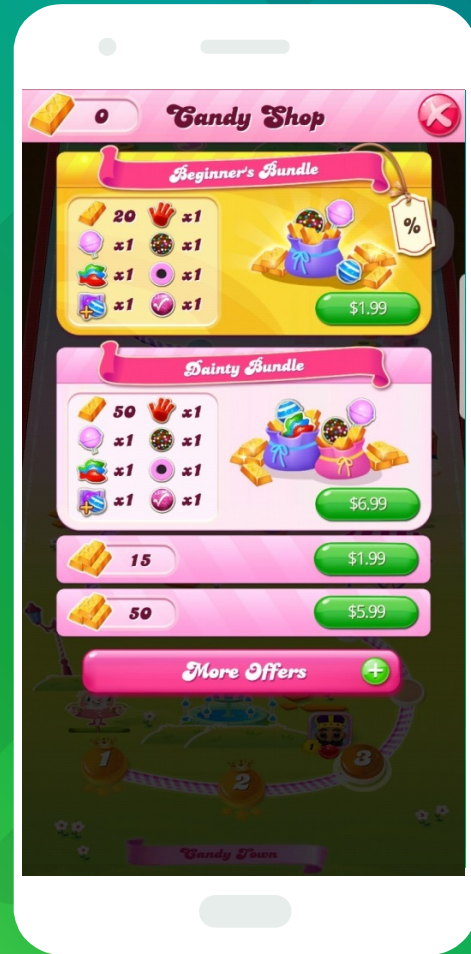 0
Candy Shop
Beginner's Bundle
20 x1
x1 x1
x1 x1
x1 x1
%
$1.99
Dainty Bundle
50 x1
x1 x1
x1 x1
x1 x1
$6.99
15 $1.99
50 $5.99
More Offers
1
2
3
Candy Town